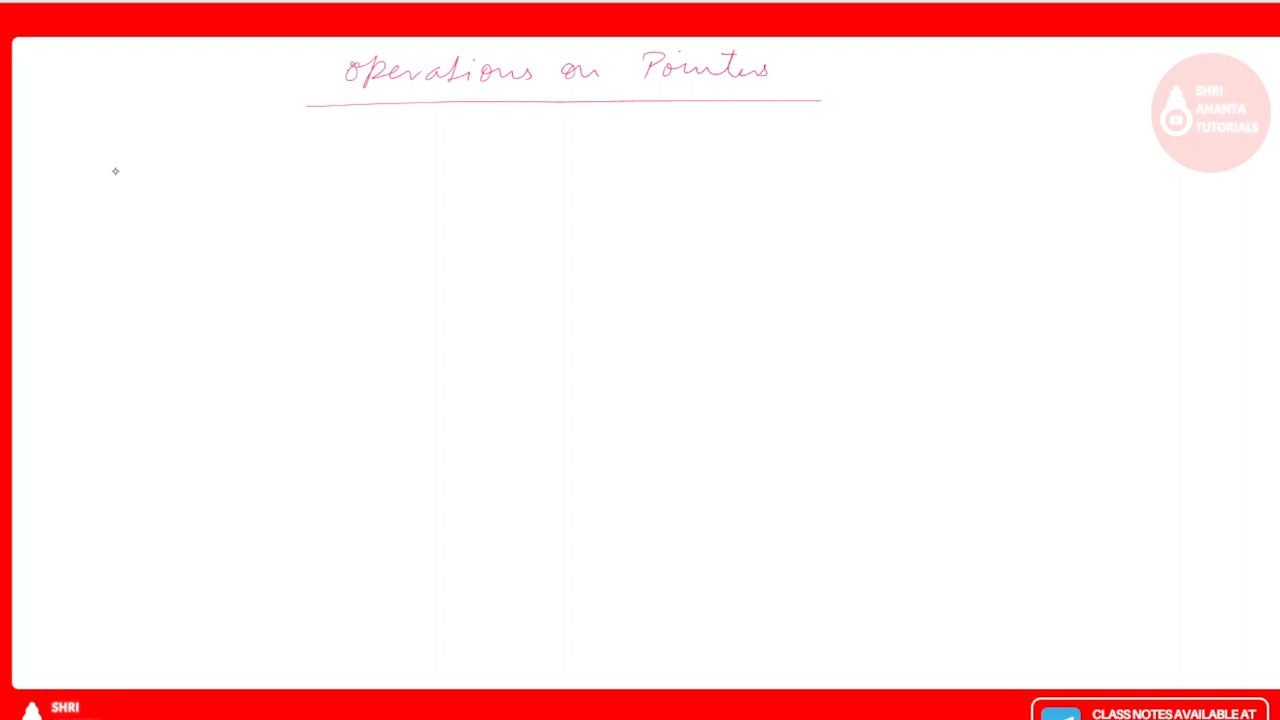 operations on Pointers
SHRI
ANANTA
TUTORIALS
SHRI
CLASS NOTES AVAILABLE AT